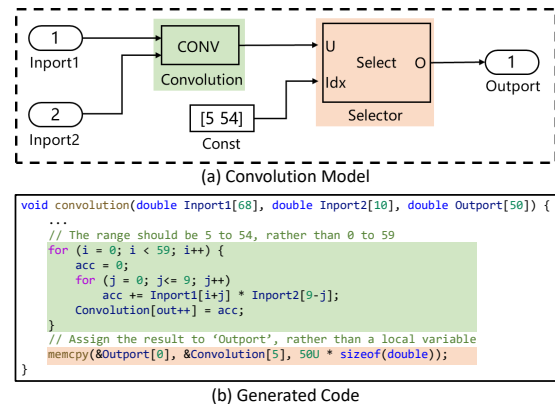 1
Inport1
2
Inport2
CONV
Convolution
[5 54]
Const
U
Idx
Select
O
Selector
1
Outport
(a) Convolution Model
void convolution(double Inport1[68], double Inport2[10], double Outport[50]) {
...
// The range should be 5 to 54, rather than 0 to 59
for (i = 0; i < 59; i++) {
acc = 0;
for (j = 0; j<= 9; j++)
acc += Inport1[i+j] * Inport2[9-j];
Convolution[out++] = acc;
}
// Assign the result to ‘Outport’, rather than a local variable
memcpy(&Outport[0], &Convolution[5], 50U * sizeof(double));
}
(b) Generated Code